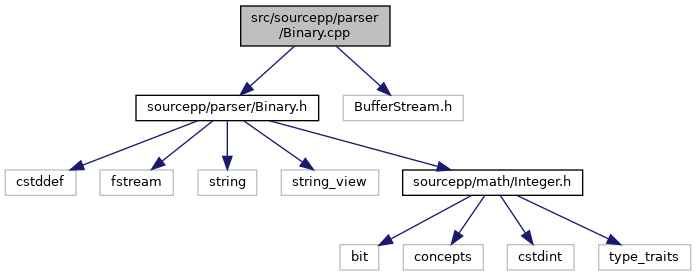 src/sourcepp/parser
/Binary.cpp
sourcepp/parser/Binary.h
BufferStream.h
cstddef
fstream
string
string_view
sourcepp/math/Integer.h
bit
concepts
cstdint
type_traits